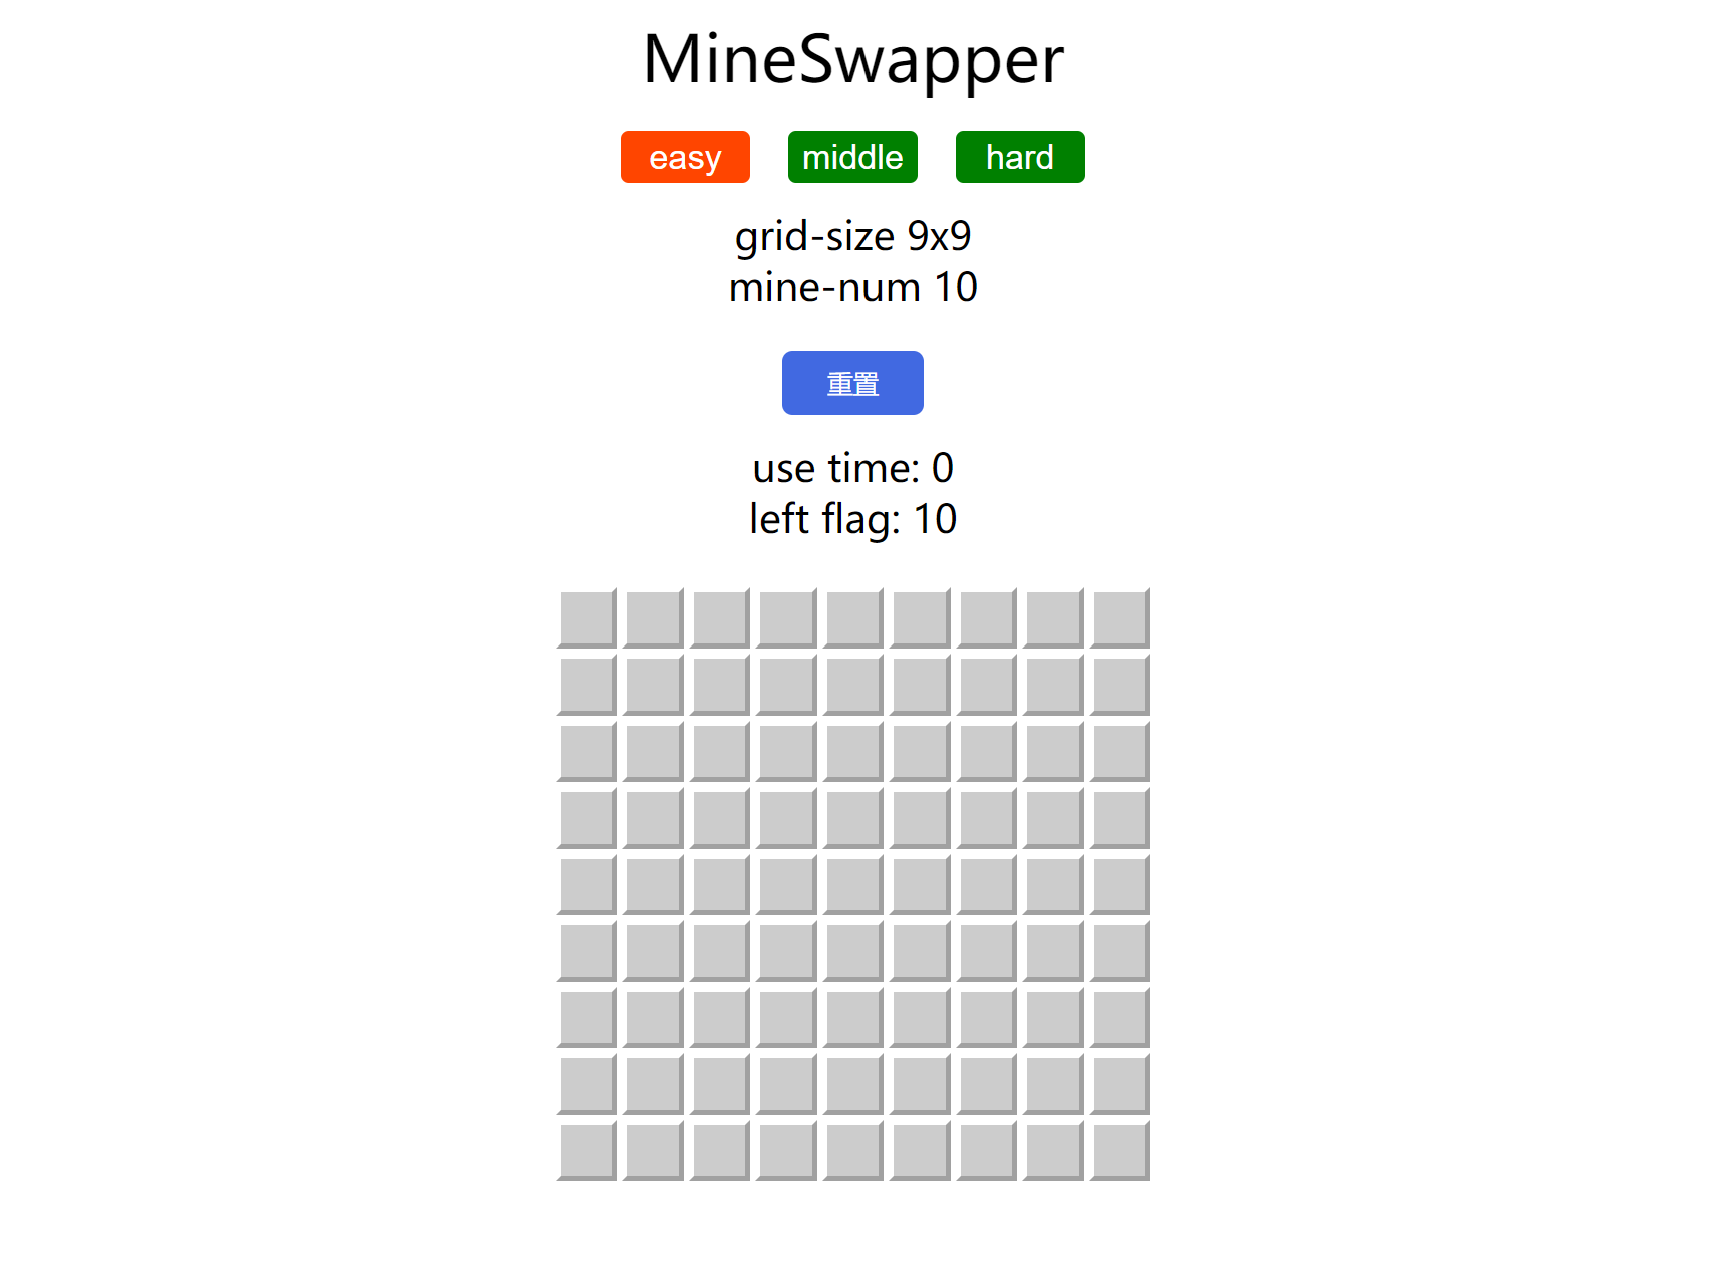 MineSwapper
easy middle hard
grid-size 9x9
mine-num 10
重置
use time: 0
left flag: 10